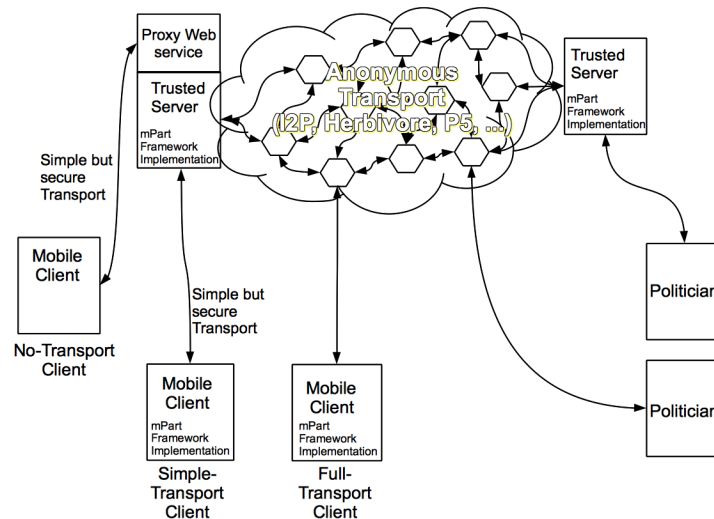 Proxy Web
service
Trusted
Server
mPart
Framework
Implementation
Anonymous
Transport
(I2P, Herbivore, P5, ...)
Trusted
Server
mPart
Framework
Implementation
Simple but
secure
Transport
Mobile
Client
No-Transport
Client
Simple but
secure
Transport
Mobile
Client
mPart
Framework
Implementation
Simple-
Transport
Client
Mobile
Client
mPart
Framework
Implementation
Full-
Transport
Client
Politician
Politician